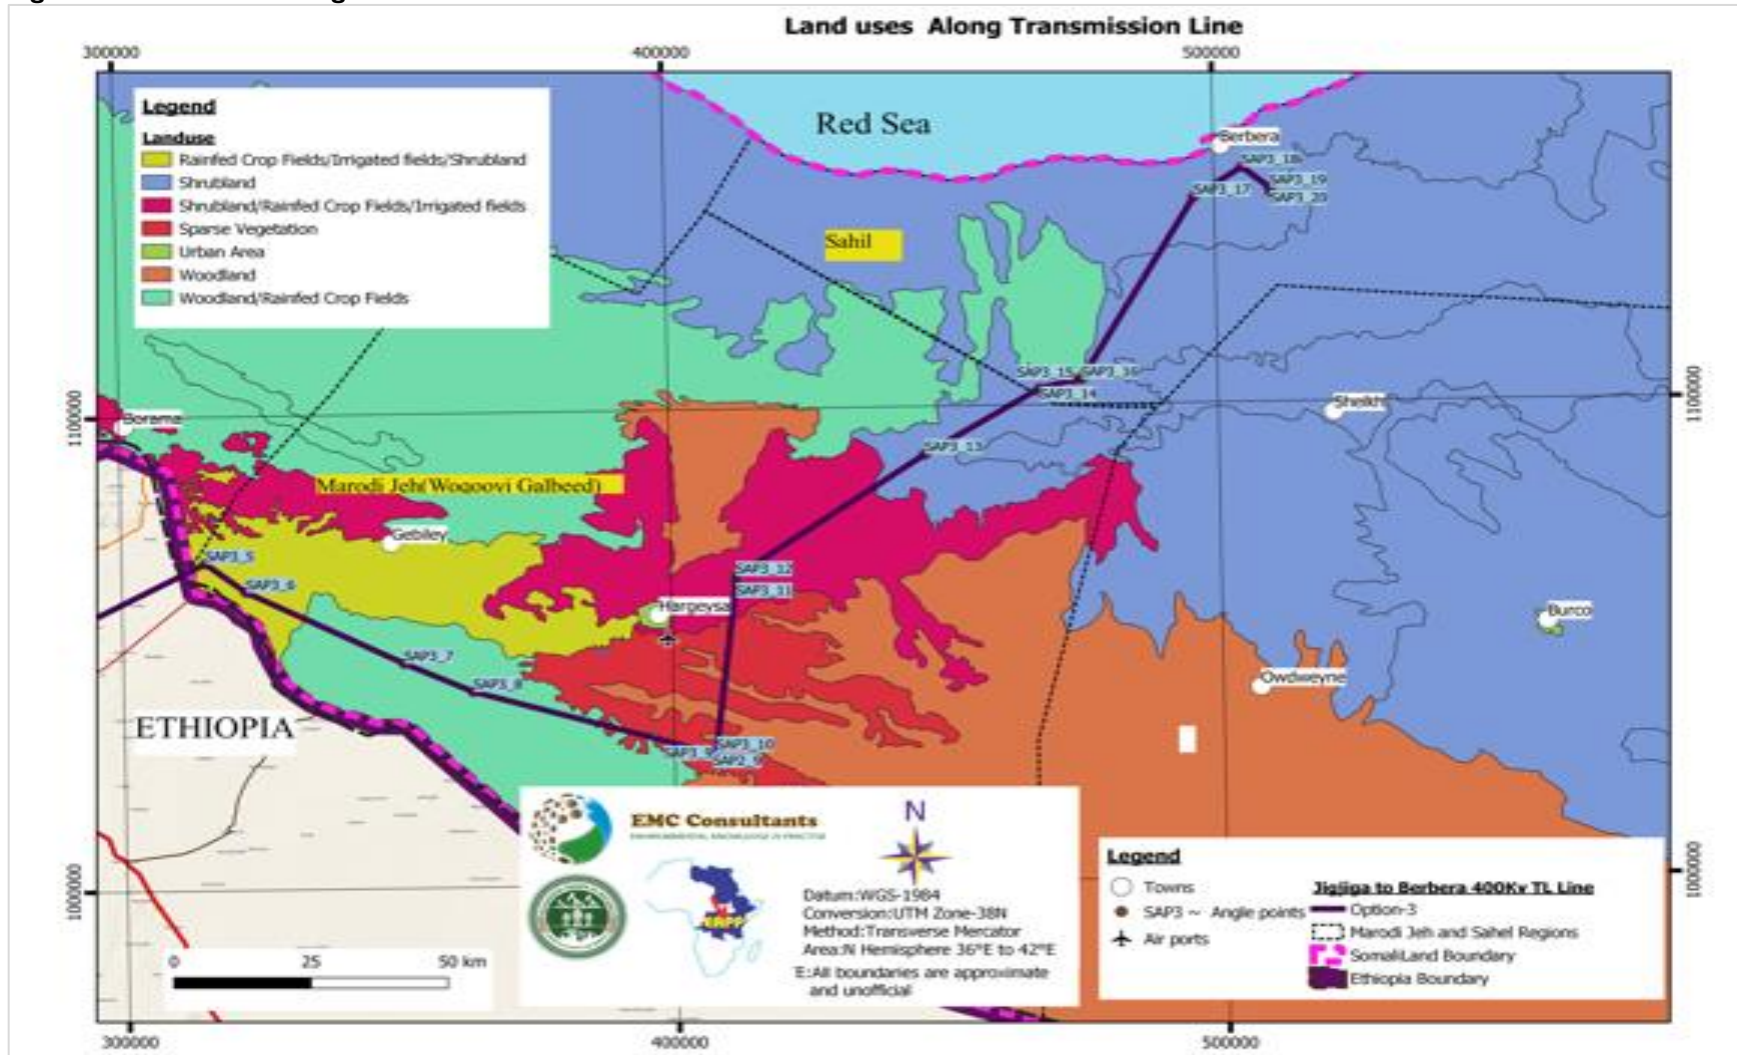 Land uses Along Transmission Line
300000
400000
500000
Legend
Landuse
Rainfed Crop Fields/Irrigated fields/Shrubland
Shrubland
Shrubland/Rainfed Crop Fields/Irrigated fields
Sparse Vegetation
Urban Area
Woodland
Woodland/Rainfed Crop Fields
Red Sea
Berbera
SAP3_18
SAP3_19
SAP3_17
SAP3_20
Sahil
SAP3_15
SAP3_16
SAP3_14
1100000
1100000
Sheikh
Borama
SAP3_13
Marodi Jeh(Woqoovi Galbeed)
Gebiley
SAP3_5
SAP3_6
SAP3_12
SAP3_11
Hargeysa
Burco
SAP3_7
SAP3_8
Owdweyne
ETHIOPIA
SAP3_9
SAP3_10
SAP2_9
EMC Consultants
N
Datum:WGS-1984
Conversion:UTM Zone-38N
Method:Transverse Mercator
Area:N Hemisphere 36°E to 42°E
E:All boundaries are approximate
and unofficial
Legend
Towns
SAP3 ~ Angle points
Air ports
Jigjiga to Berbera 400Kv TL Line
Option-3
Marodi Jeh and Sahel Regions
SomaliLand Boundary
Ethiopia Boundary
1000000
1000000
0 25 50 km
300000
400000
500000